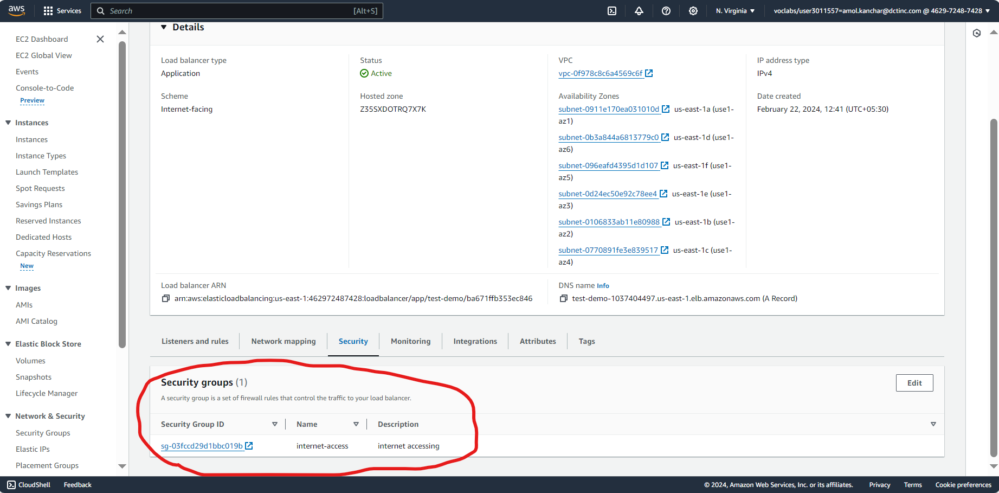 aws
Services
Search
[Alt+S]
N. Virginia
voclabs/user3011557=amol.kanchar@dctinc.com @ 4629-7248-7428
EC2 Dashboard
EC2 Global View
Events
Console-to-Code
Preview
Instances
Instances
Instance Types
Launch Templates
Spot Requests
Savings Plans
Reserved Instances
Dedicated Hosts
Capacity Reservations
New
Images
AMIs
AMI Catalog
Elastic Block Store
Volumes
Snapshots
Lifecycle Manager
Network & Security
Security Groups
Elastic IPs
Placement Groups
Details
Load balancer type
Application
Scheme
Internet-facing
Status
Active
Hosted zone
Z35SXDOTRQ7X7K
VPC
vpc-0f978c8c6a4569c6f
Availability Zones
subnet-0911e170ea031010d us-east-1a (use1-
az1)
subnet-0b3a844a6813779c0 us-east-1d (use1-
az6)
subnet-096eafd4395d1d107 us-east-1f (use1-
az5)
subnet-0d24ec50e92c78ee4 us-east-1e (use1-
az3)
subnet-0106833ab11e80988 us-east-1b (use1-
az2)
subnet-0770891fe3e839517 us-east-1c (use1-
az4)
IP address type
IPv4
Date created
February 22, 2024, 12:41 (UTC+05:30)
Load balancer ARN
arn:aws:elasticloadbalancing:us-east-1:462972487428:loadbalancer/app/test-demo/ba671ffb353ec846
DNS name Info
test-demo-1037404497.us-east-1.elb.amazonaws.com (A Record)
Listeners and rules
Network mapping
Security
Monitoring
Integrations
Attributes
Tags
Security groups (1)
Edit
A security group is a set of firewall rules that control the traffic to your load balancer.
Security Group ID
Name
Description
sg-03fccd29d1bbc019b
internet-access
internet accessing
CloudShell
Feedback
© 2024, Amazon Web Services, Inc. or its affiliates.
Privacy
Terms
Cookie preferences